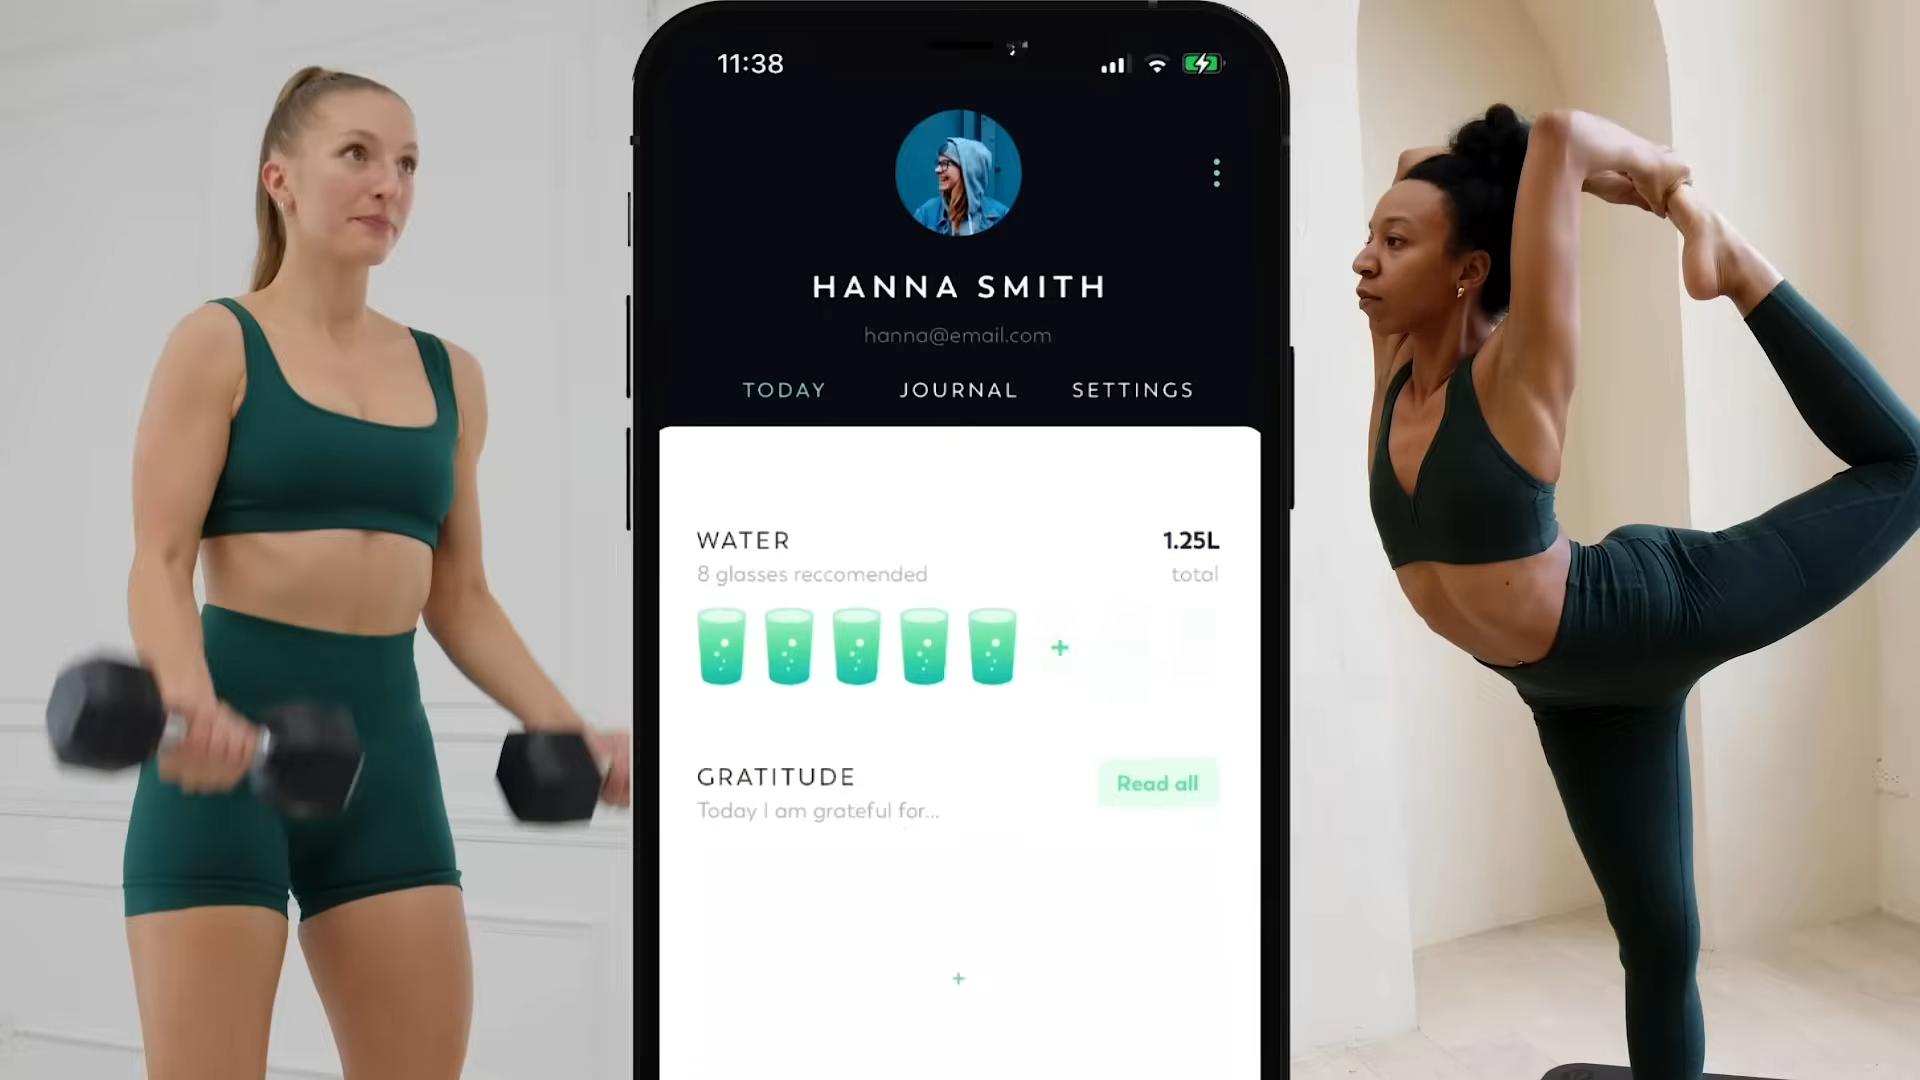 11:38
HANNA SMITH
hanna@email.com
TODAY JOURNAL SETTINGS
WATER 1.25L
8 glasses reccomended total
+
GRATITUDE Read all
Today I am grateful for...
+